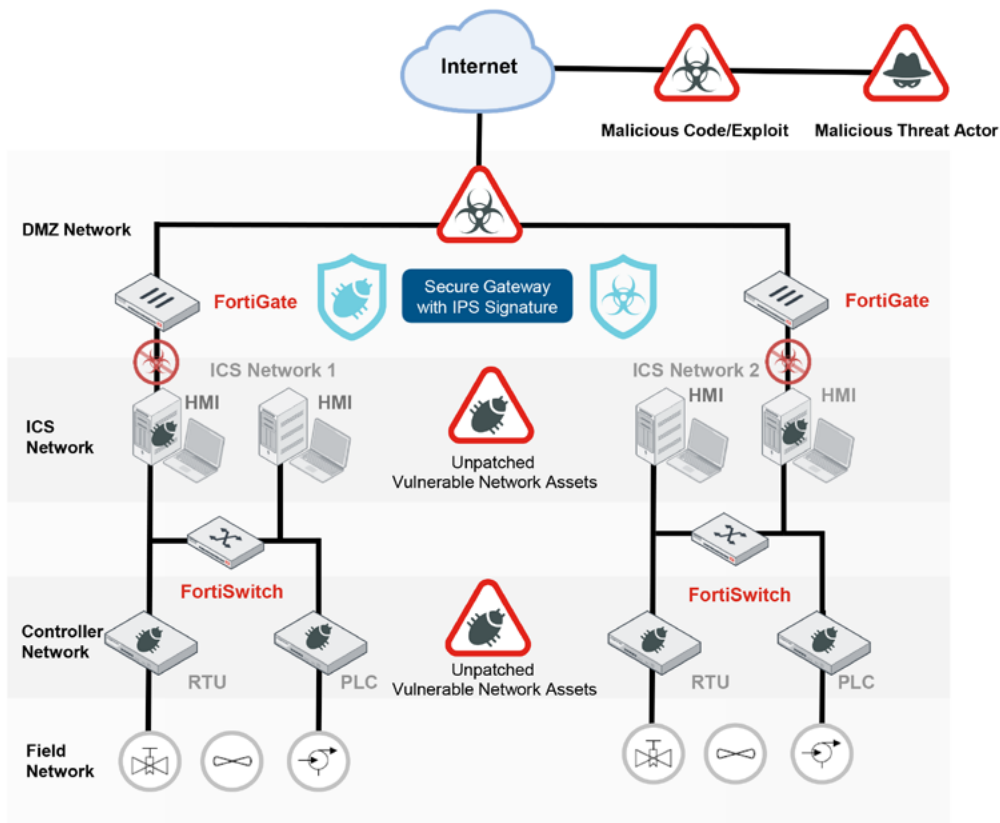 Internet
Malicious Code/Exploit
Malicious Threat Actor
DMZ Network
FortiGate
Secure Gateway
with IPS Signature
FortiGate
ICS Network 1
ICS Network 2
HMI
HMI
HMI
HMI
ICS
Network
Unpatched
Vulnerable Network Assets
FortiSwitch
FortiSwitch
Controller
Network
Unpatched
Vulnerable Network Assets
RTU
PLC
RTU
PLC
Field
Network